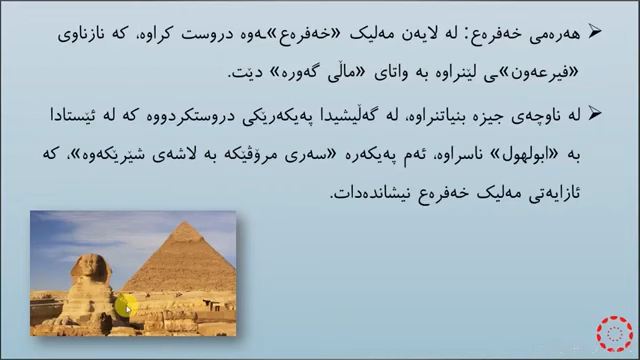 هەرەمی خەفرەع: لە لایەن مەلیک «خەفرەع»ـەوە دروست کراوە، کە نازناوی
«فیرعەون»ی لێنراوە بە واتای «ماڵی گەورە» دێت.
لە ناوچەی جیزە بنیاتنراوە، لە گەڵیشیدا پەیکەرێکی دروستکردووە کە لە ئێستادا
بە «ابولهول» ناسراوە، ئەم پەیکەرە «سەری مرۆڤێکە بە لاشەی شێرێکەوە»، کە
ئازایەتی مەلیک خەفرەع نیشاندەدات.